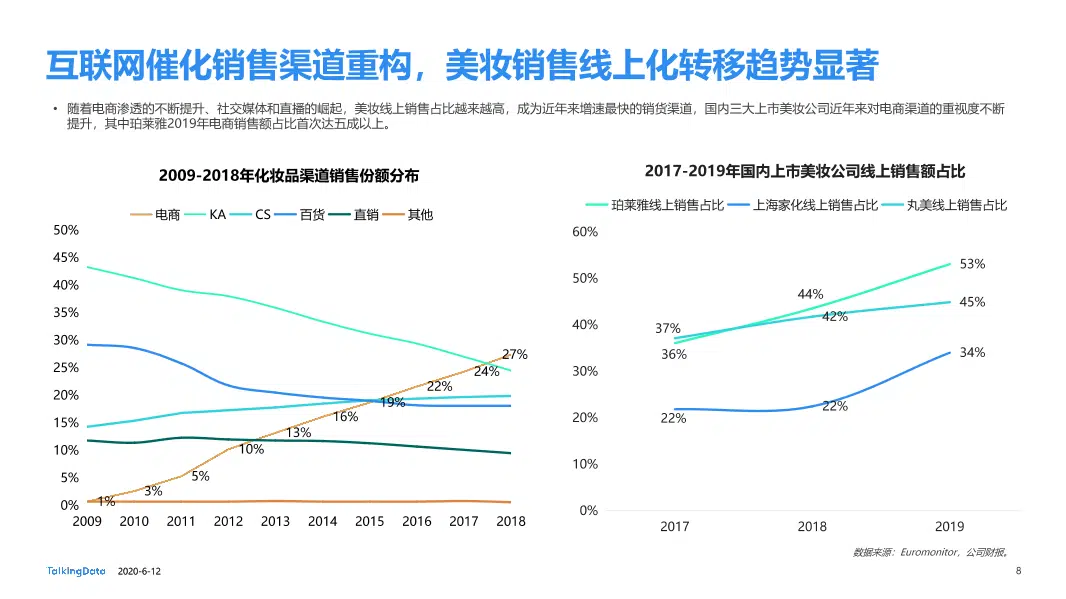 互联网催化销售渠道重构，美妆销售线上化转移趋势显著
• 随着电商渗透的不断提升、社交媒体和直播的崛起，美妆线上销售占比越来越高，成为近年来增速最快的销货渠道，国内三大上市美妆公司近年来对电商渠道的重视度不断
提升，其中珀莱雅2019年电商销售额占比首次达五成以上。
2009-2018年化妆品渠道销售份额分布
电商 KA CS 百货 直销 其他
50%
45%
40%
35%
30%
25%
20%
15%
10%
5%
0%
1% 3% 5% 10% 13% 16% 19% 22% 24% 27%
2009 2010 2011 2012 2013 2014 2015 2016 2017 2018
2017-2019年国内上市美妆公司线上销售额占比
珀莱雅线上销售占比 上海家化线上销售占比 丸美线上销售占比
60%
50%
40%
30%
20%
10%
0%
37% 44% 53%
36% 42% 45%
22% 22% 34%
2017 2018 2019
数据来源：Euromonitor，公司财报。
TalkingData 2020-6-12
8